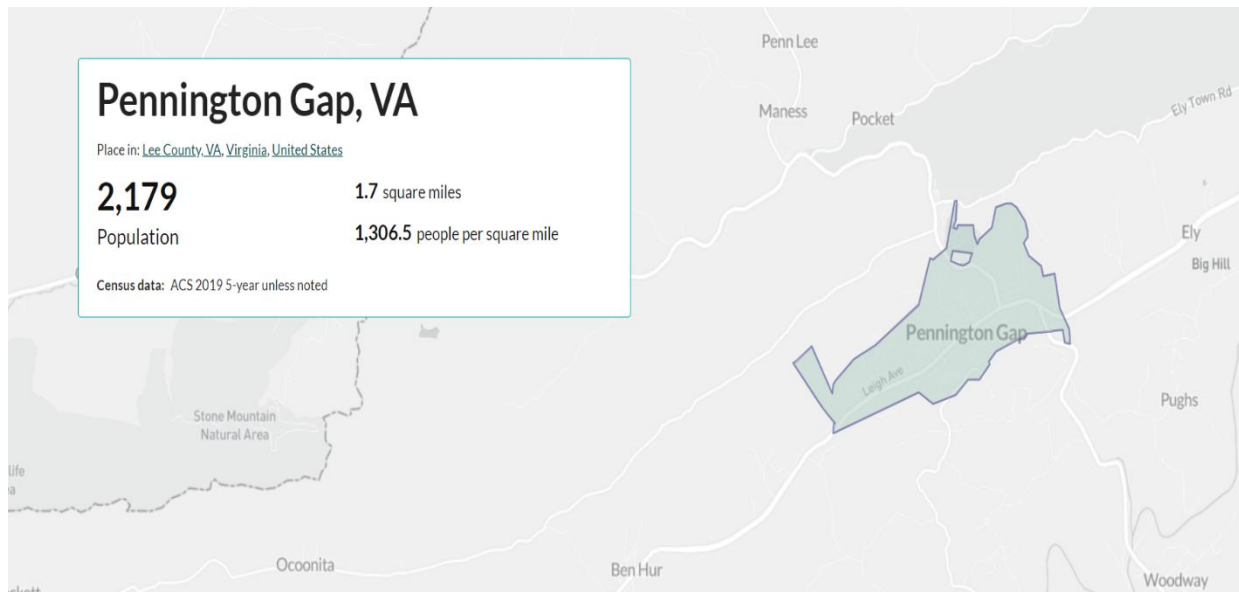 Pennington Gap, VA
Place in: Lee County, VA, Virginia, United States
2,179
Population
1.7 square miles
1,306.5 people per square mile
Census data: ACS 2019 5-year unless noted
Penn Lee
Maness
Pocket
Ely Town Rd
Ely
Big Hill
Pennington Gap
Leigh Ave
Pughs
Stone Mountain
Natural Area
Ocoonita
Ben Hur
Woodway